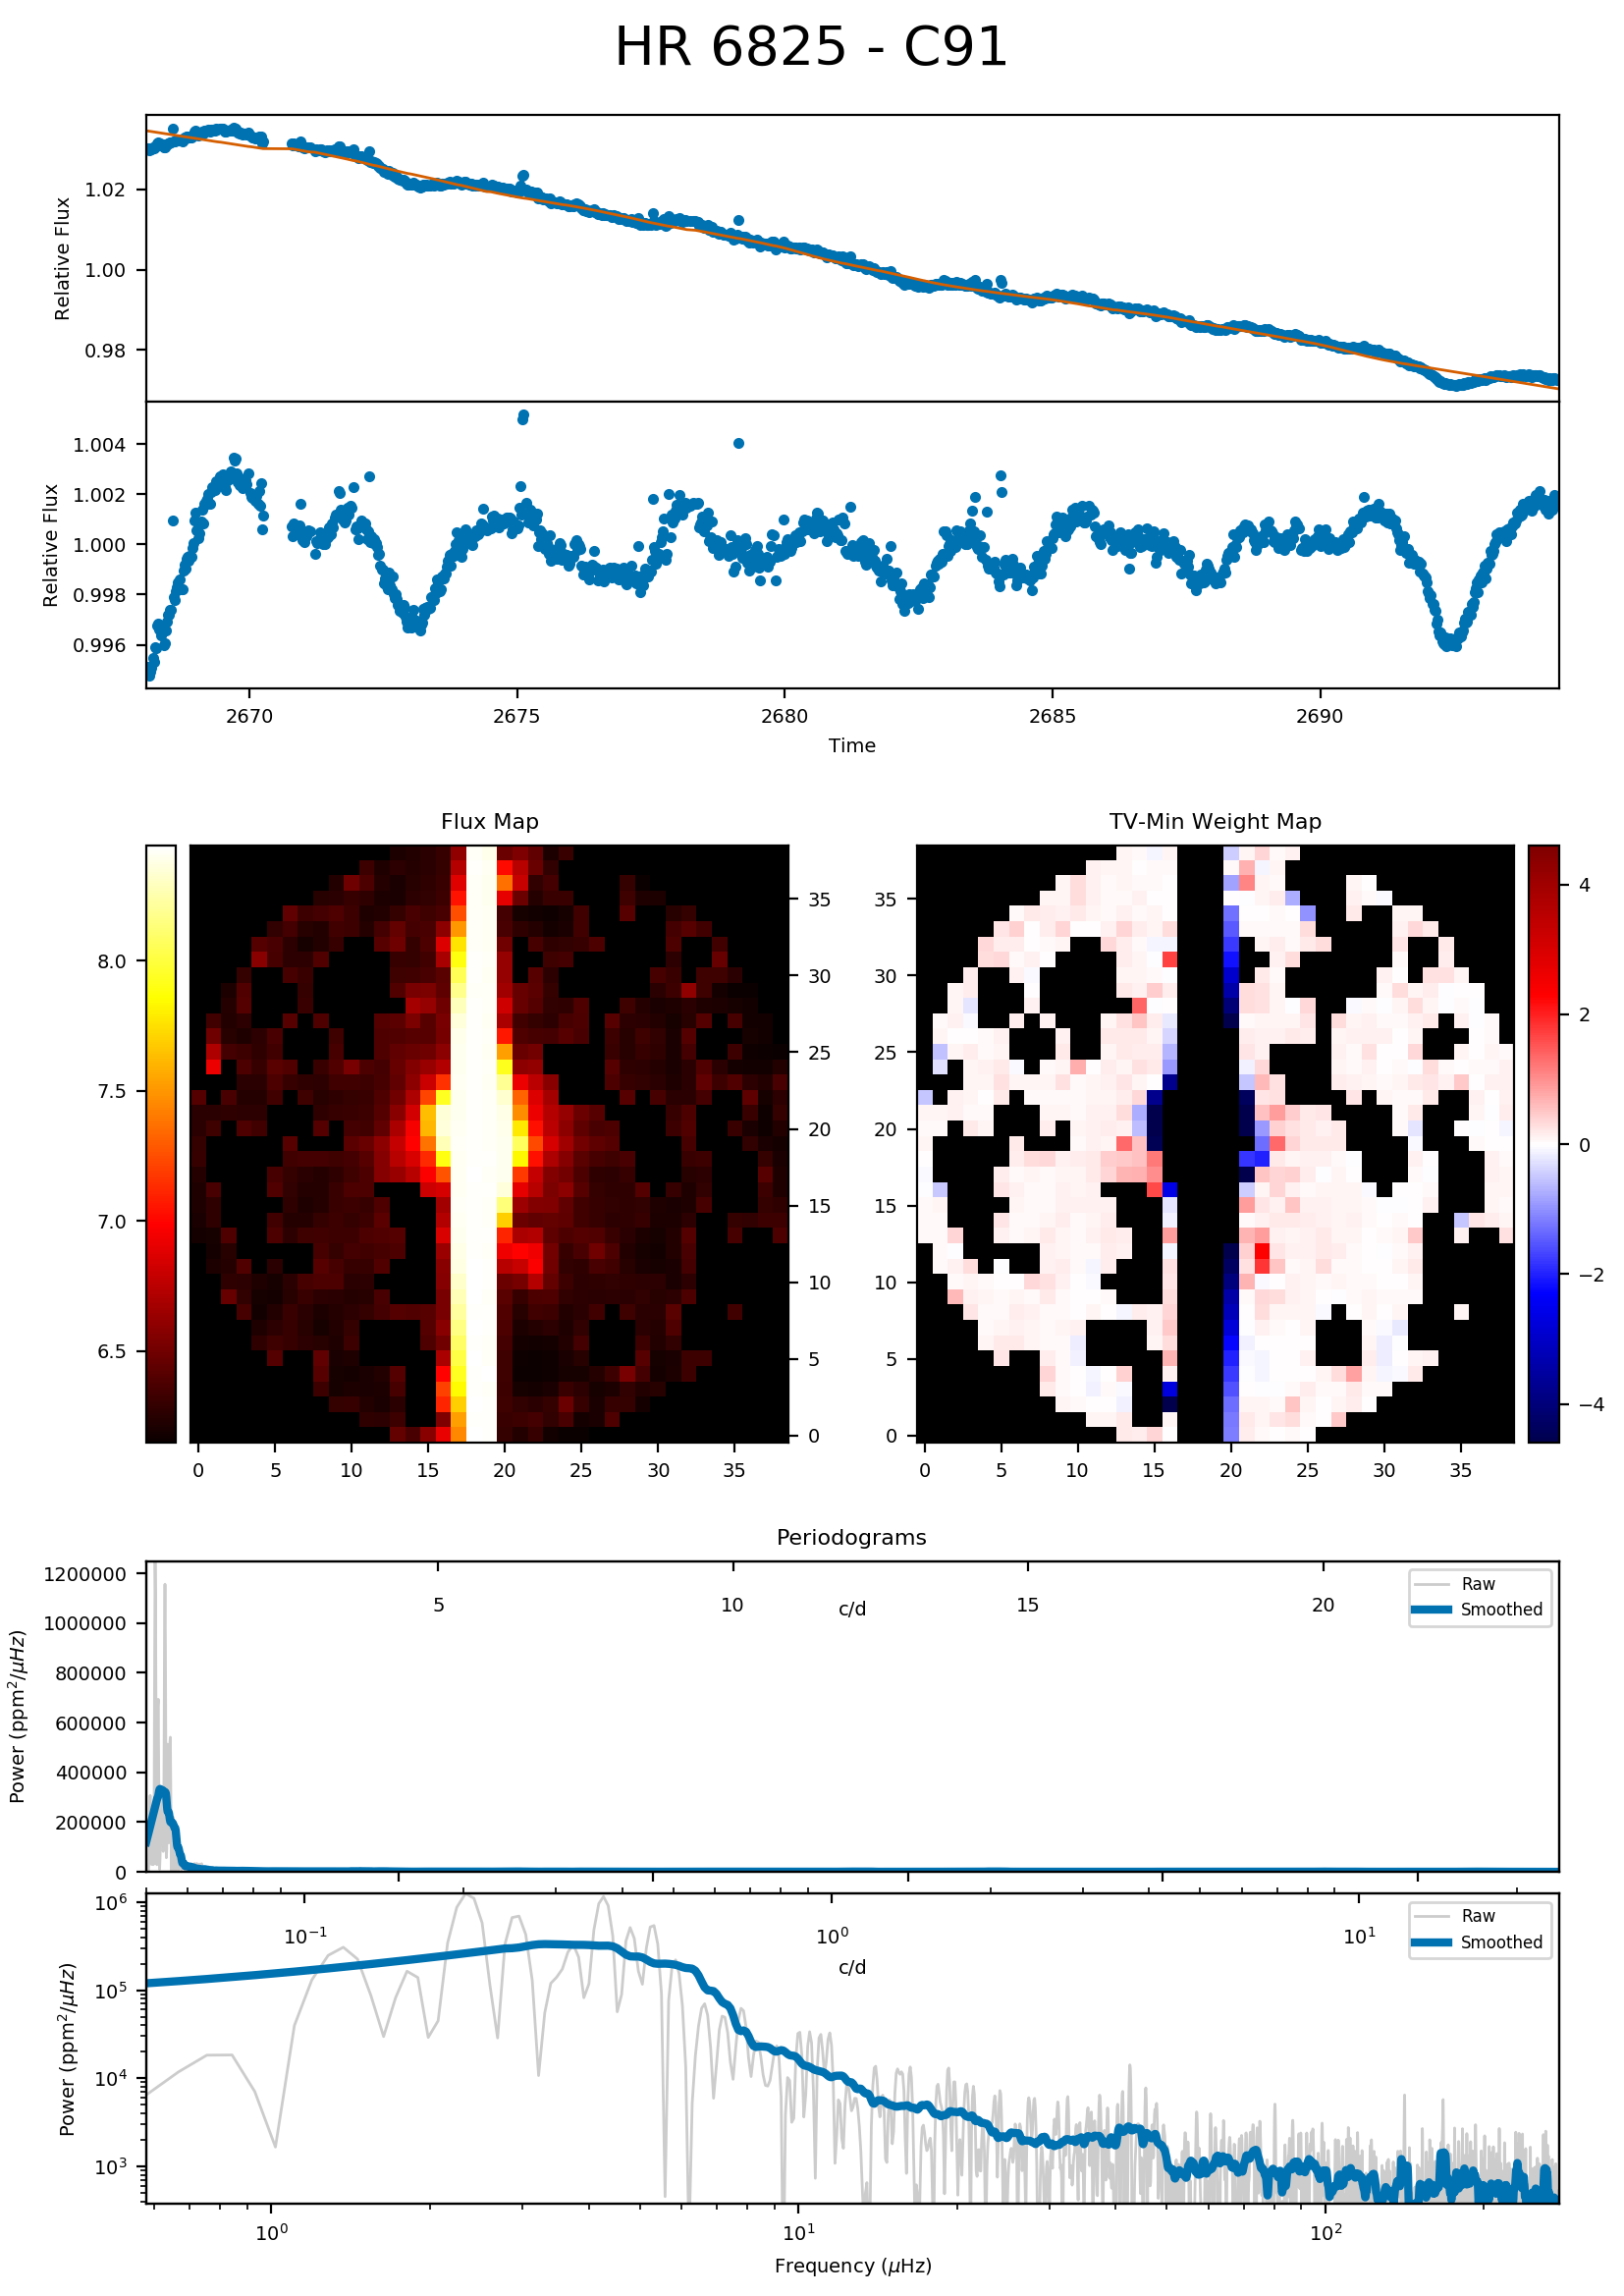 HR 6825 - C91
Relative Flux
1.02
1.00
0.98
Relative Flux
1.004
1.002
1.000
0.998
0.996
2670 2675 2680 2685 2690
Time
Flux Map
8.0
7.5
7.0
6.5
35
30
25
20
15
10
5
0
0 5 10 15 20 25 30 35
TV-Min Weight Map
35
30
25
20
15
10
5
0
0 5 10 15 20 25 30 35
4
2
0
−2
−4
Periodograms
Power (ppm²/μHz)
1200000
1000000
800000
600000
400000
200000
0
5 10 15 20
c/d
Raw
Smoothed
Power (ppm²/μHz)
10⁶
10⁵
10⁴
10³
10⁻¹ 10⁰ 10¹
c/d
Raw
Smoothed
10⁰ 10¹ 10²
Frequency (μHz)